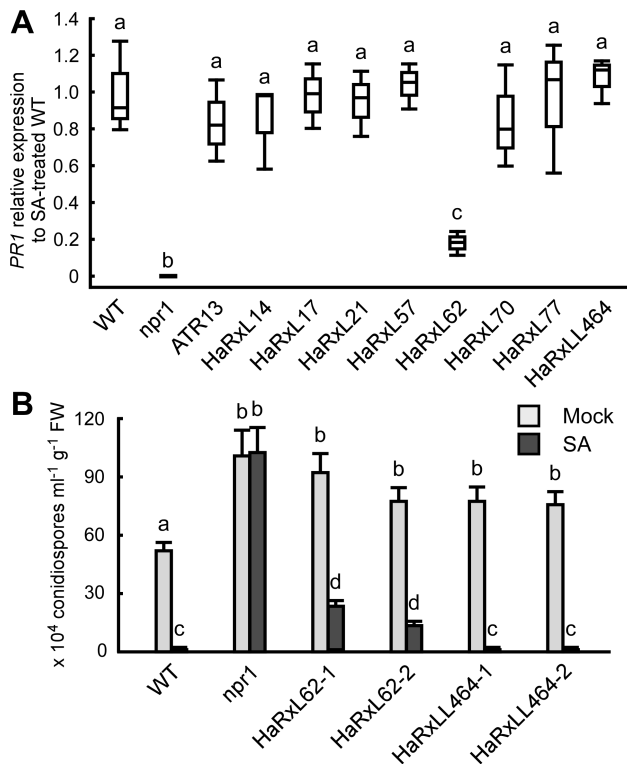 A
PR1 relative expression
to SA-treated WT
1.4
1.2
1.0
0.8
0.6
0.4
0.2
0
a
b
a
a
a
a
a
c
a
a
a
WT
npr1
ATR13
HaRxL14
HaRxL17
HaRxL21
HaRxL57
HaRxL62
HaRxL70
HaRxL77
HaRxLL464
B
x 10⁴ conidiospores ml⁻¹ g⁻¹ FW
120
90
60
30
0
Mock
SA
a
c
b b
b
d
b
d
b
c
b
c
WT
npr1
HaRxL62-1
HaRxL62-2
HaRxLL464-1
HaRxLL464-2